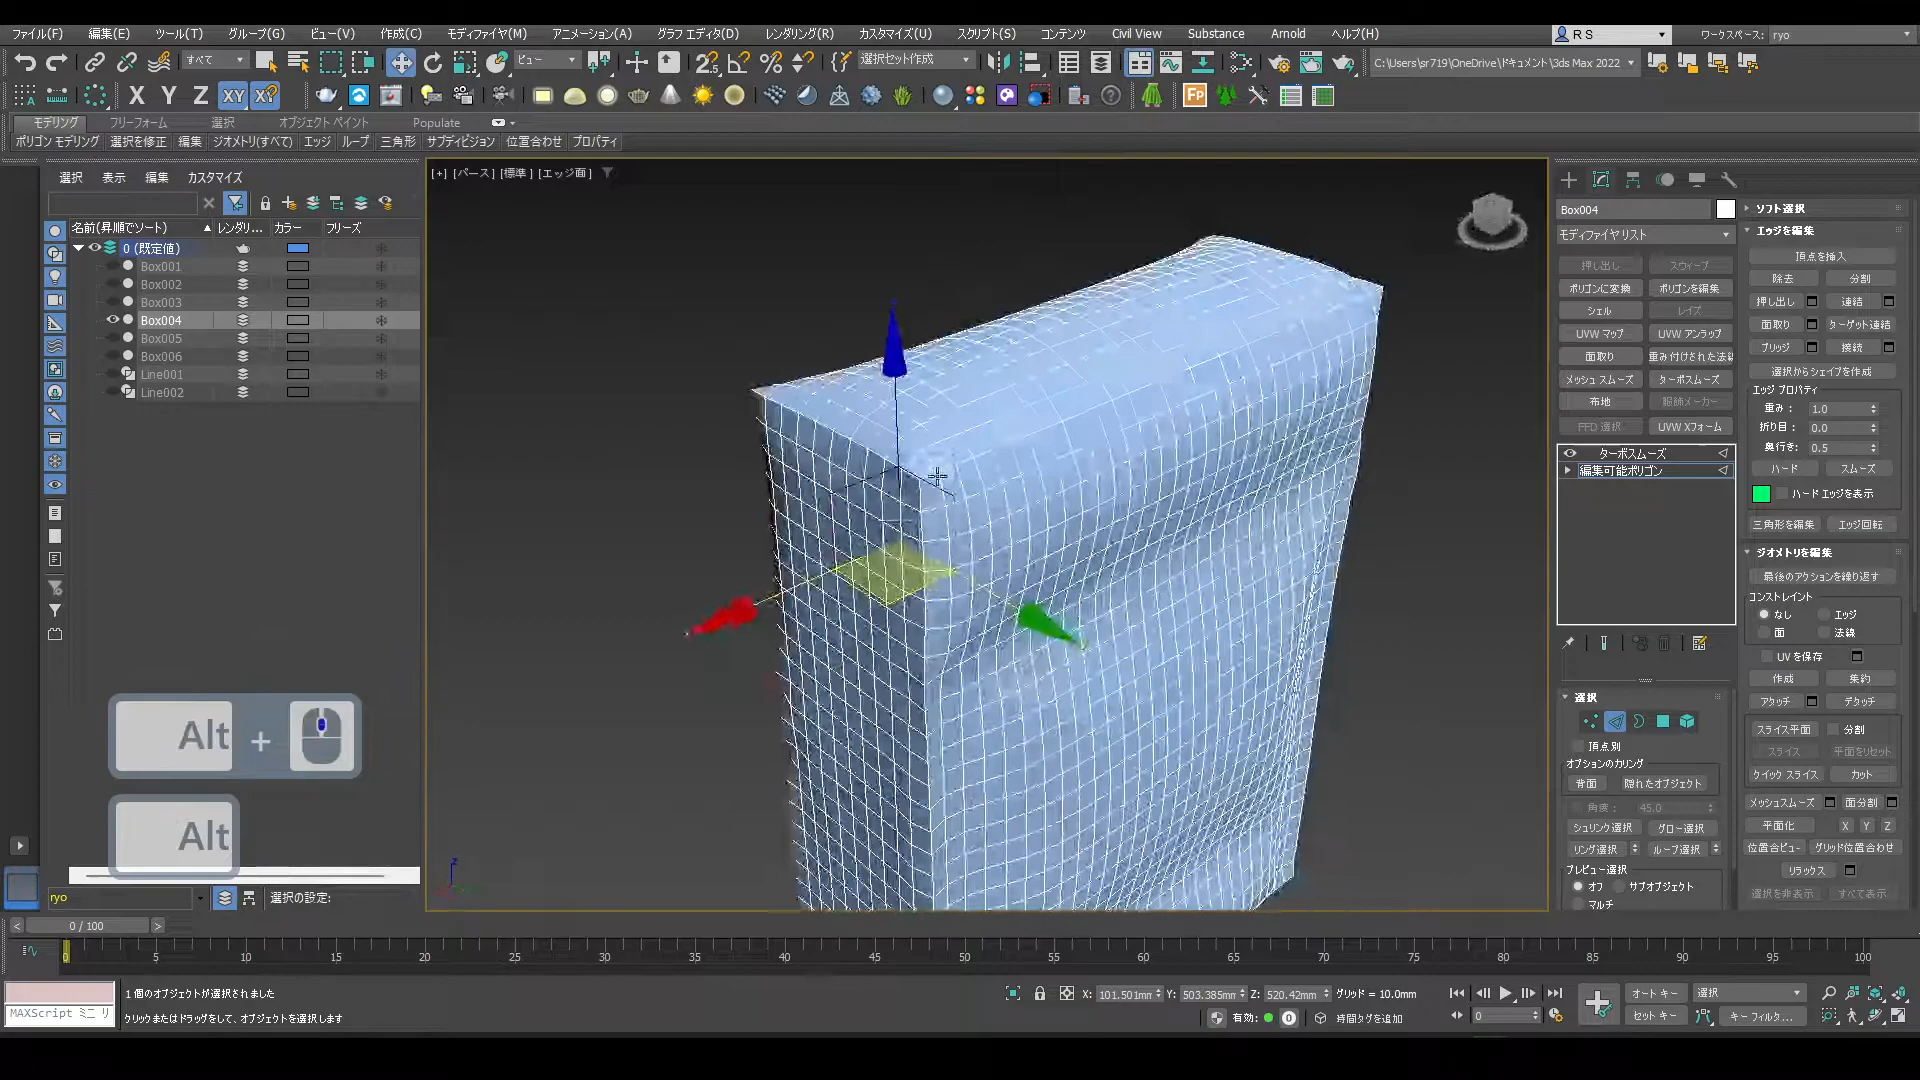 ファイル(F) 編集(E) ツール(T) グループ(G) ビュー(V) 作成(C) モディファイヤ(M) アニメーション(A) グラフ エディタ(D) レンダリング(R) カスタマイズ(U) スクリプト(S) コンテンツ Civil View Substance Arnold ヘルプ(H) R S ワークスペース: ryo
すべて ビュー 選択セット作成 C:\Users\sr719\OneDrive\ドキュメント\3ds Max 2022
X Y Z XY XY
モデリング フリーフォーム 選択 オブジェクト ペイント Populate
ポリゴン モデリング 選択を修正 編集 ジオメトリ(すべて) エッジ ループ 三角形 サブディビジョン 位置合わせ プロパティ
選択 表示 編集 カスタマイズ
名前(昇順でソート) レンダリ... カラー フリーズ
0 (既定値)
Box001
Box002
Box003
Box004
Box005
Box006
Line001
Line002
[+] [パース] [標準] [エッジ面]
Box004
モディファイヤ リスト
押し出し スウィープ
ポリゴンに変換 ポリゴンを編集
シェル レイズ
UVW マップ UVW アンラップ
面取り 重み付けされた法線
メッシュ スムーズ ターボスムーズ
布地 服飾メーカー
FFD 選択 UVW Xフォーム
ターボスムーズ
編集可能ポリゴン
選択
頂点別
オプションのカリング
背面 隠れたオブジェクト
角度: 45.0
シュリンク選択 グロー選択
リング選択 ループ選択
プレビュー選択
オフ サブオブジェクト
マルチ
ソフト選択
エッジを編集
頂点を挿入
除去 分割
押し出し 連結
面取り ターゲット連結
ブリッジ 接続
選択からシェイプを作成
エッジ プロパティ
重み: 1.0
折り目: 0.0
奥行き: 0.5
ハード スムーズ
ハード エッジを表示
三角形を編集 エッジ回転
ジオメトリを編集
最後のアクションを繰り返す
コンストレイント
なし エッジ
面 法線
UV を保存
作成 集約
アタッチ デタッチ
スライス平面 分割
スライス 平面をリセット
クイック スライス カット
メッシュスムーズ 面分割
平面化 X Y Z
位置合ビュー グリッド位置合わせ
リラックス
選択を非表示 すべて表示
Alt +
Alt
z
ryo 選択の設定:
0 / 100
0 5 10 15 20 25 30 35 40 45 50 55 60 65 70 75 80 85 90 95 100
1 個のオブジェクトが選択されました
MAXScript ミニ リ クリックまたはドラッグをして、オブジェクトを選択します
X: 101.501mm Y: 503.385mm Z: 520.42mm グリッド = 10.0mm
有効: 0 時間タグを追加
0 オート キー 選択
セット キー キー フィルタ...